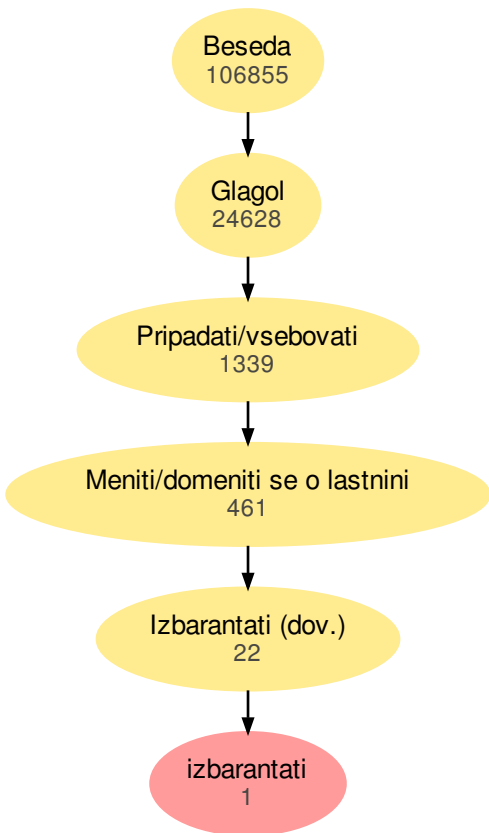 Beseda
106855
Glagol
24628
Pripadati/vsebovati
1339
Meniti/domeniti se o lastnini
461
Izbarantati (dov.)
22
izbarantati
1